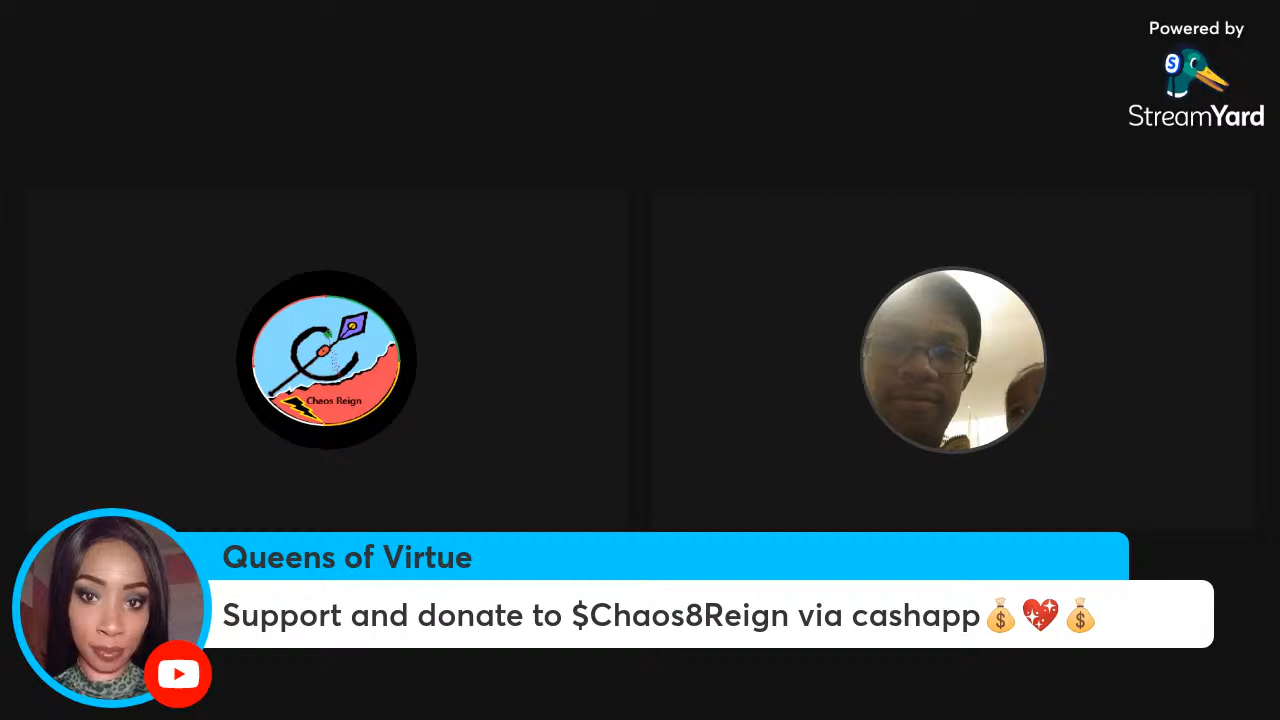 Powered by
S
StreamYard
Chaos Reign
Queens of Virtue
Support and donate to $Chaos8Reign via cashapp💰💖💰